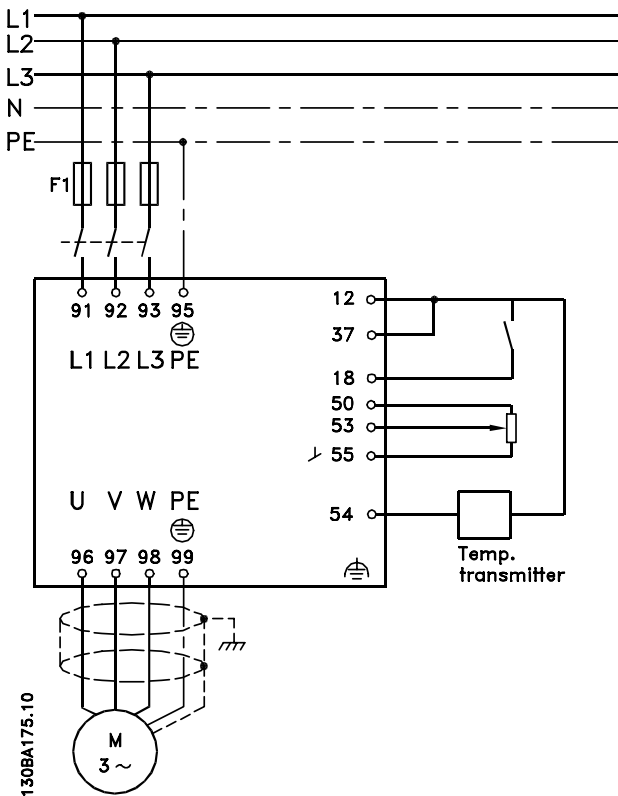 L1
L2
L3
N
PE
F1
91 92 93 95
L1 L2 L3 PE
12
37
18
50
53
55
54
U V W PE
96 97 98 99
Temp.
transmitter
M
3 ~
130BA175.10